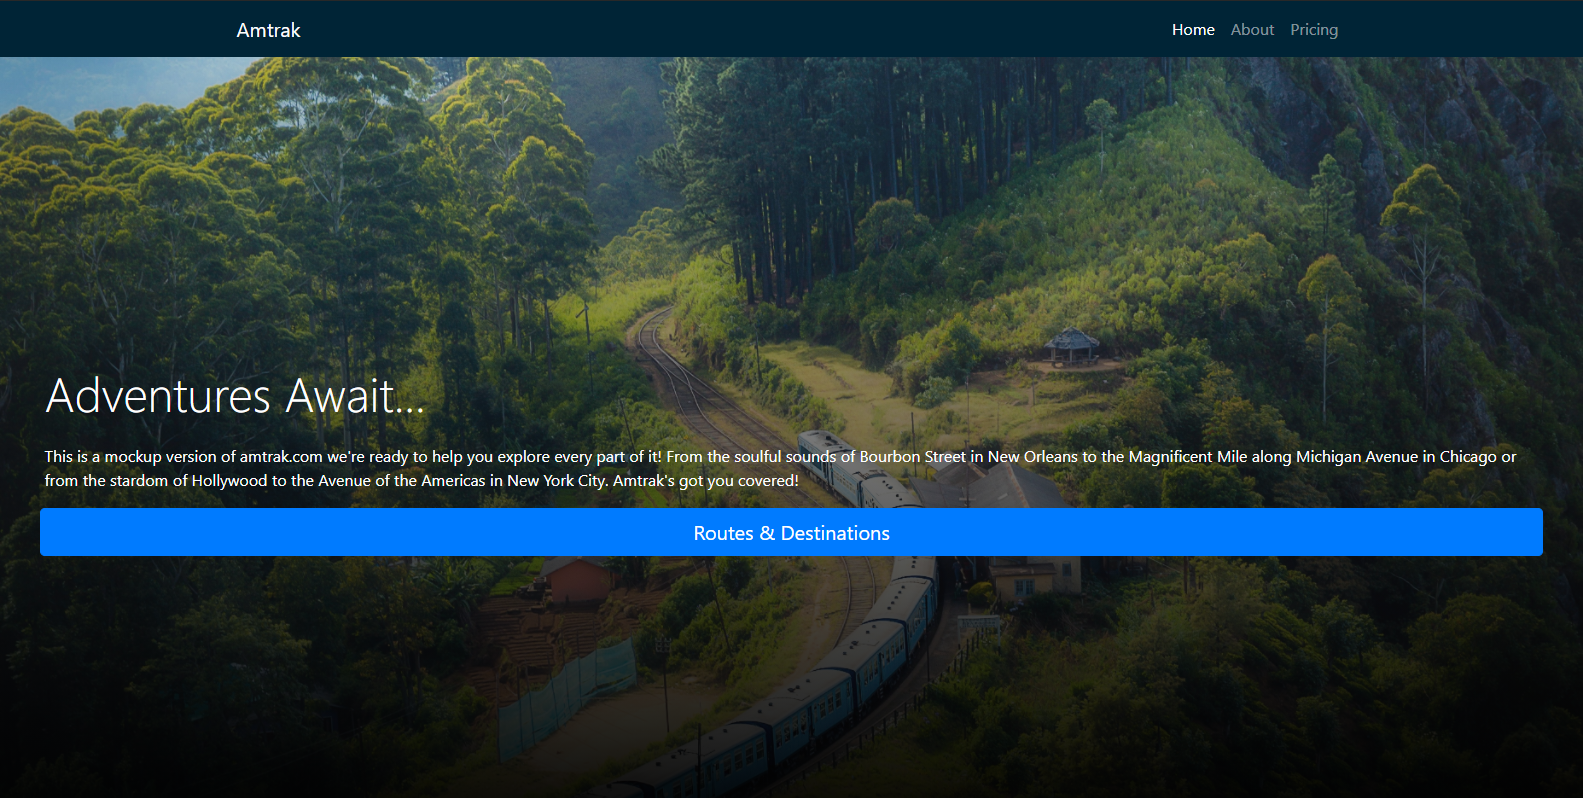 Amtrak
Home About Pricing
Adventures Await...
This is a mockup version of amtrak.com we're ready to help you explore every part of it! From the soulful sounds of Bourbon Street in New Orleans to the Magnificent Mile along Michigan Avenue in Chicago or
from the stardom of Hollywood to the Avenue of the Americas in New York City. Amtrak's got you covered!
Routes & Destinations